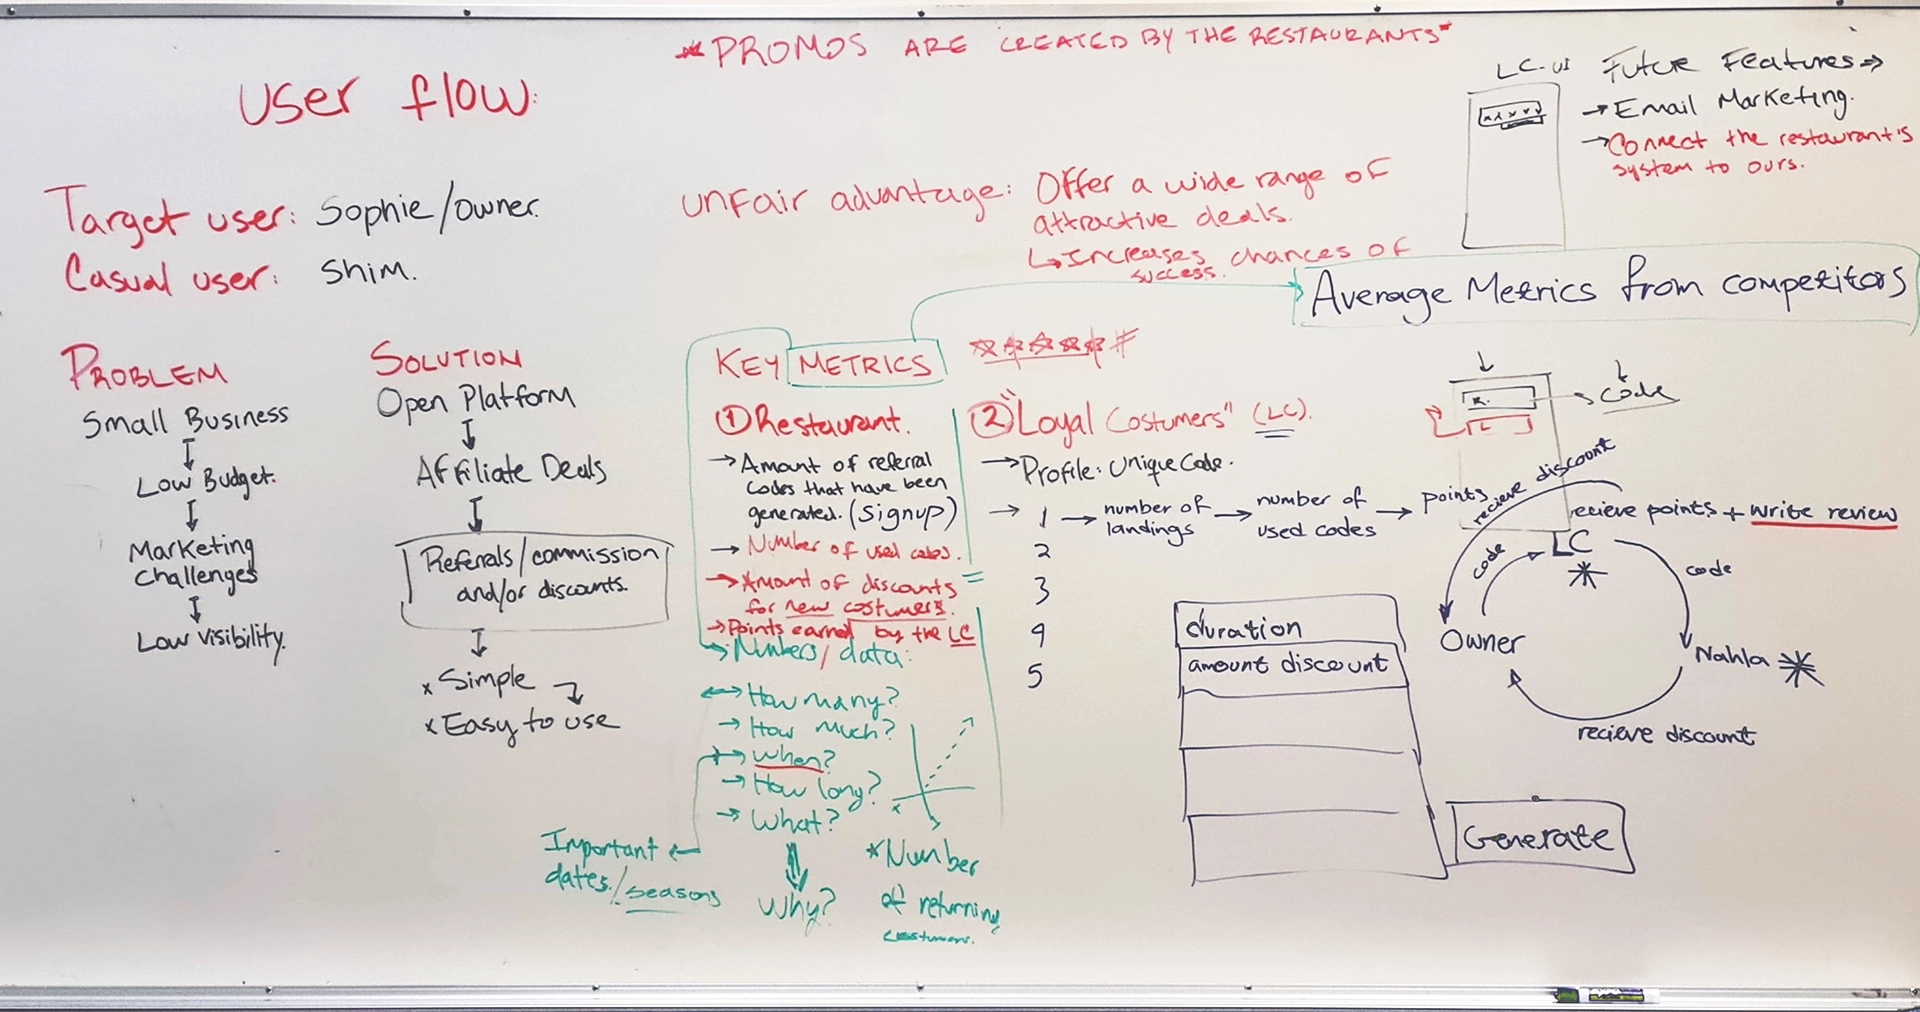 *PROMOS ARE CREATED BY THE RESTAURANTS*
User flow:
Target user: Sophie/owner.
Casual user: Shim.
unfair advantage: Offer a wide range of
attractive deals.
↳Increases chances of
success.
LC-UI
Future Features→
→Email Marketing.
→Connect the restaurant's
system to ours.
Average Metrics from competitors
PROBLEM
Small Business
Low Budget.
Marketing
challenges
Low visibility.
SOLUTION
Open Platform
Affiliate Deals
Referrals/commission
and/or discounts.
x Simple
x Easy to use
KEY METRICS
① Restaurant.
→Amount of referral
codes that have been
generated. (Signup)
→Number of used codes.
→Amount of discounts
for new costumers.
→Points earned by the LC
→Numbers/data:
→How many?
→How Much?
→When?
→How long?
→What?
Why?
Important
dates./seasons
*Number
of returning
costumers.
② "Loyal Costumers" (LC).
→Profile: Unique Code.
→ 1 → number of landings → number of used codes → points
2
3
4
5
code
recieve discount
recieve points + write review
LC
code
code
Owner
Nahla
recieve discount
duration
amount discount
Generate